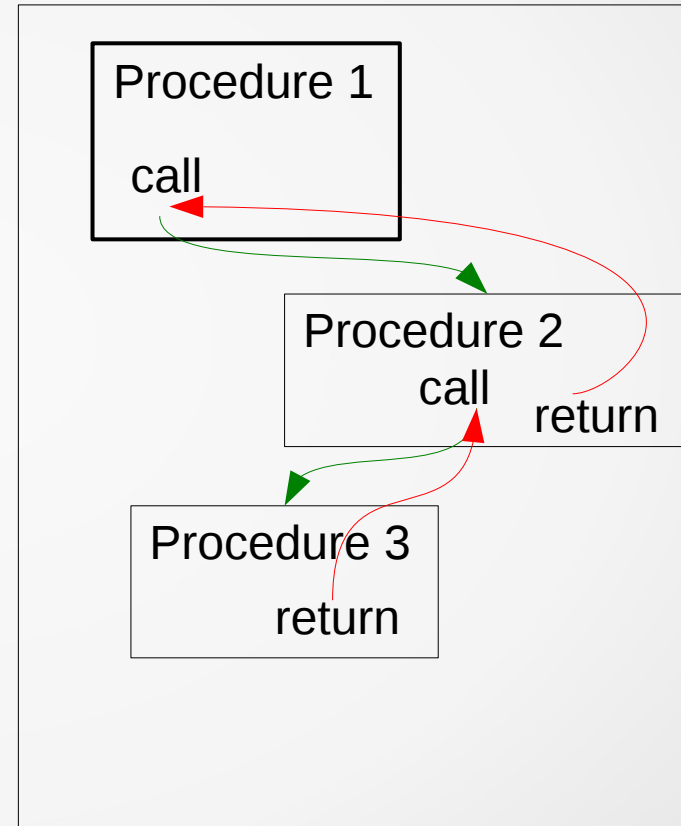 Procedure 1
call
Procedure 2
call
return
Procedure 3
return